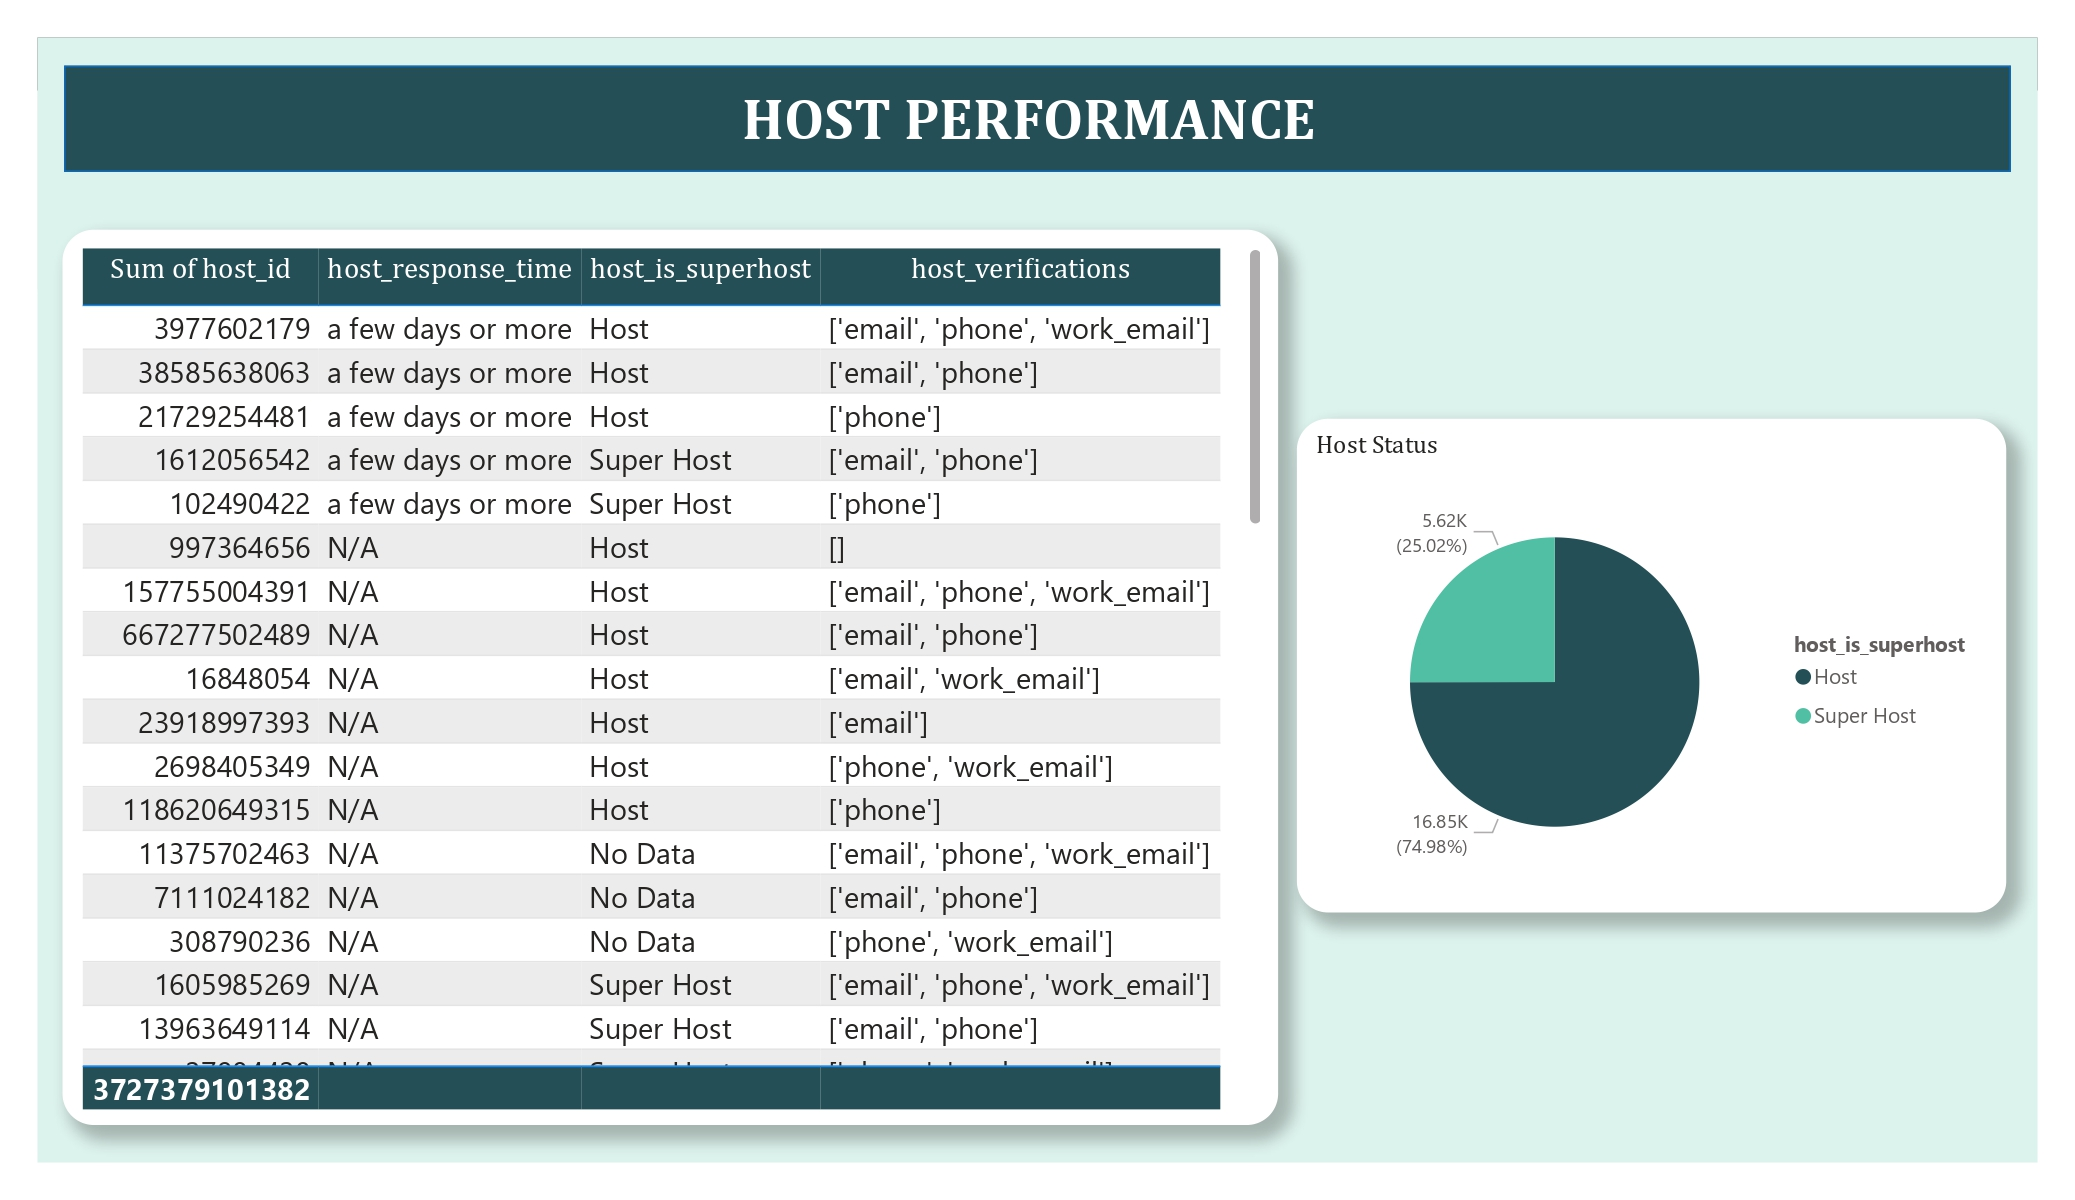 HOST PERFORMANCE
Sum of host_id host_response_time host_is_superhost host_verifications
3977602179 a few days or more Host ['email', 'phone', 'work_email']
38585638063 a few days or more Host ['email', 'phone']
21729254481 a few days or more Host ['phone']
1612056542 a few days or more Super Host ['email', 'phone']
102490422 a few days or more Super Host ['phone']
997364656 N/A Host []
157755004391 N/A Host ['email', 'phone', 'work_email']
667277502489 N/A Host ['email', 'phone']
16848054 N/A Host ['email', 'work_email']
23918997393 N/A Host ['email']
2698405349 N/A Host ['phone', 'work_email']
118620649315 N/A Host ['phone']
11375702463 N/A No Data ['email', 'phone', 'work_email']
7111024182 N/A No Data ['email', 'phone']
308790236 N/A No Data ['phone', 'work_email']
1605985269 N/A Super Host ['email', 'phone', 'work_email']
13963649114 N/A Super Host ['email', 'phone']
3727379101382
Host Status
5.62K
(25.02%)
16.85K
(74.98%)
host_is_superhost
Host
Super Host